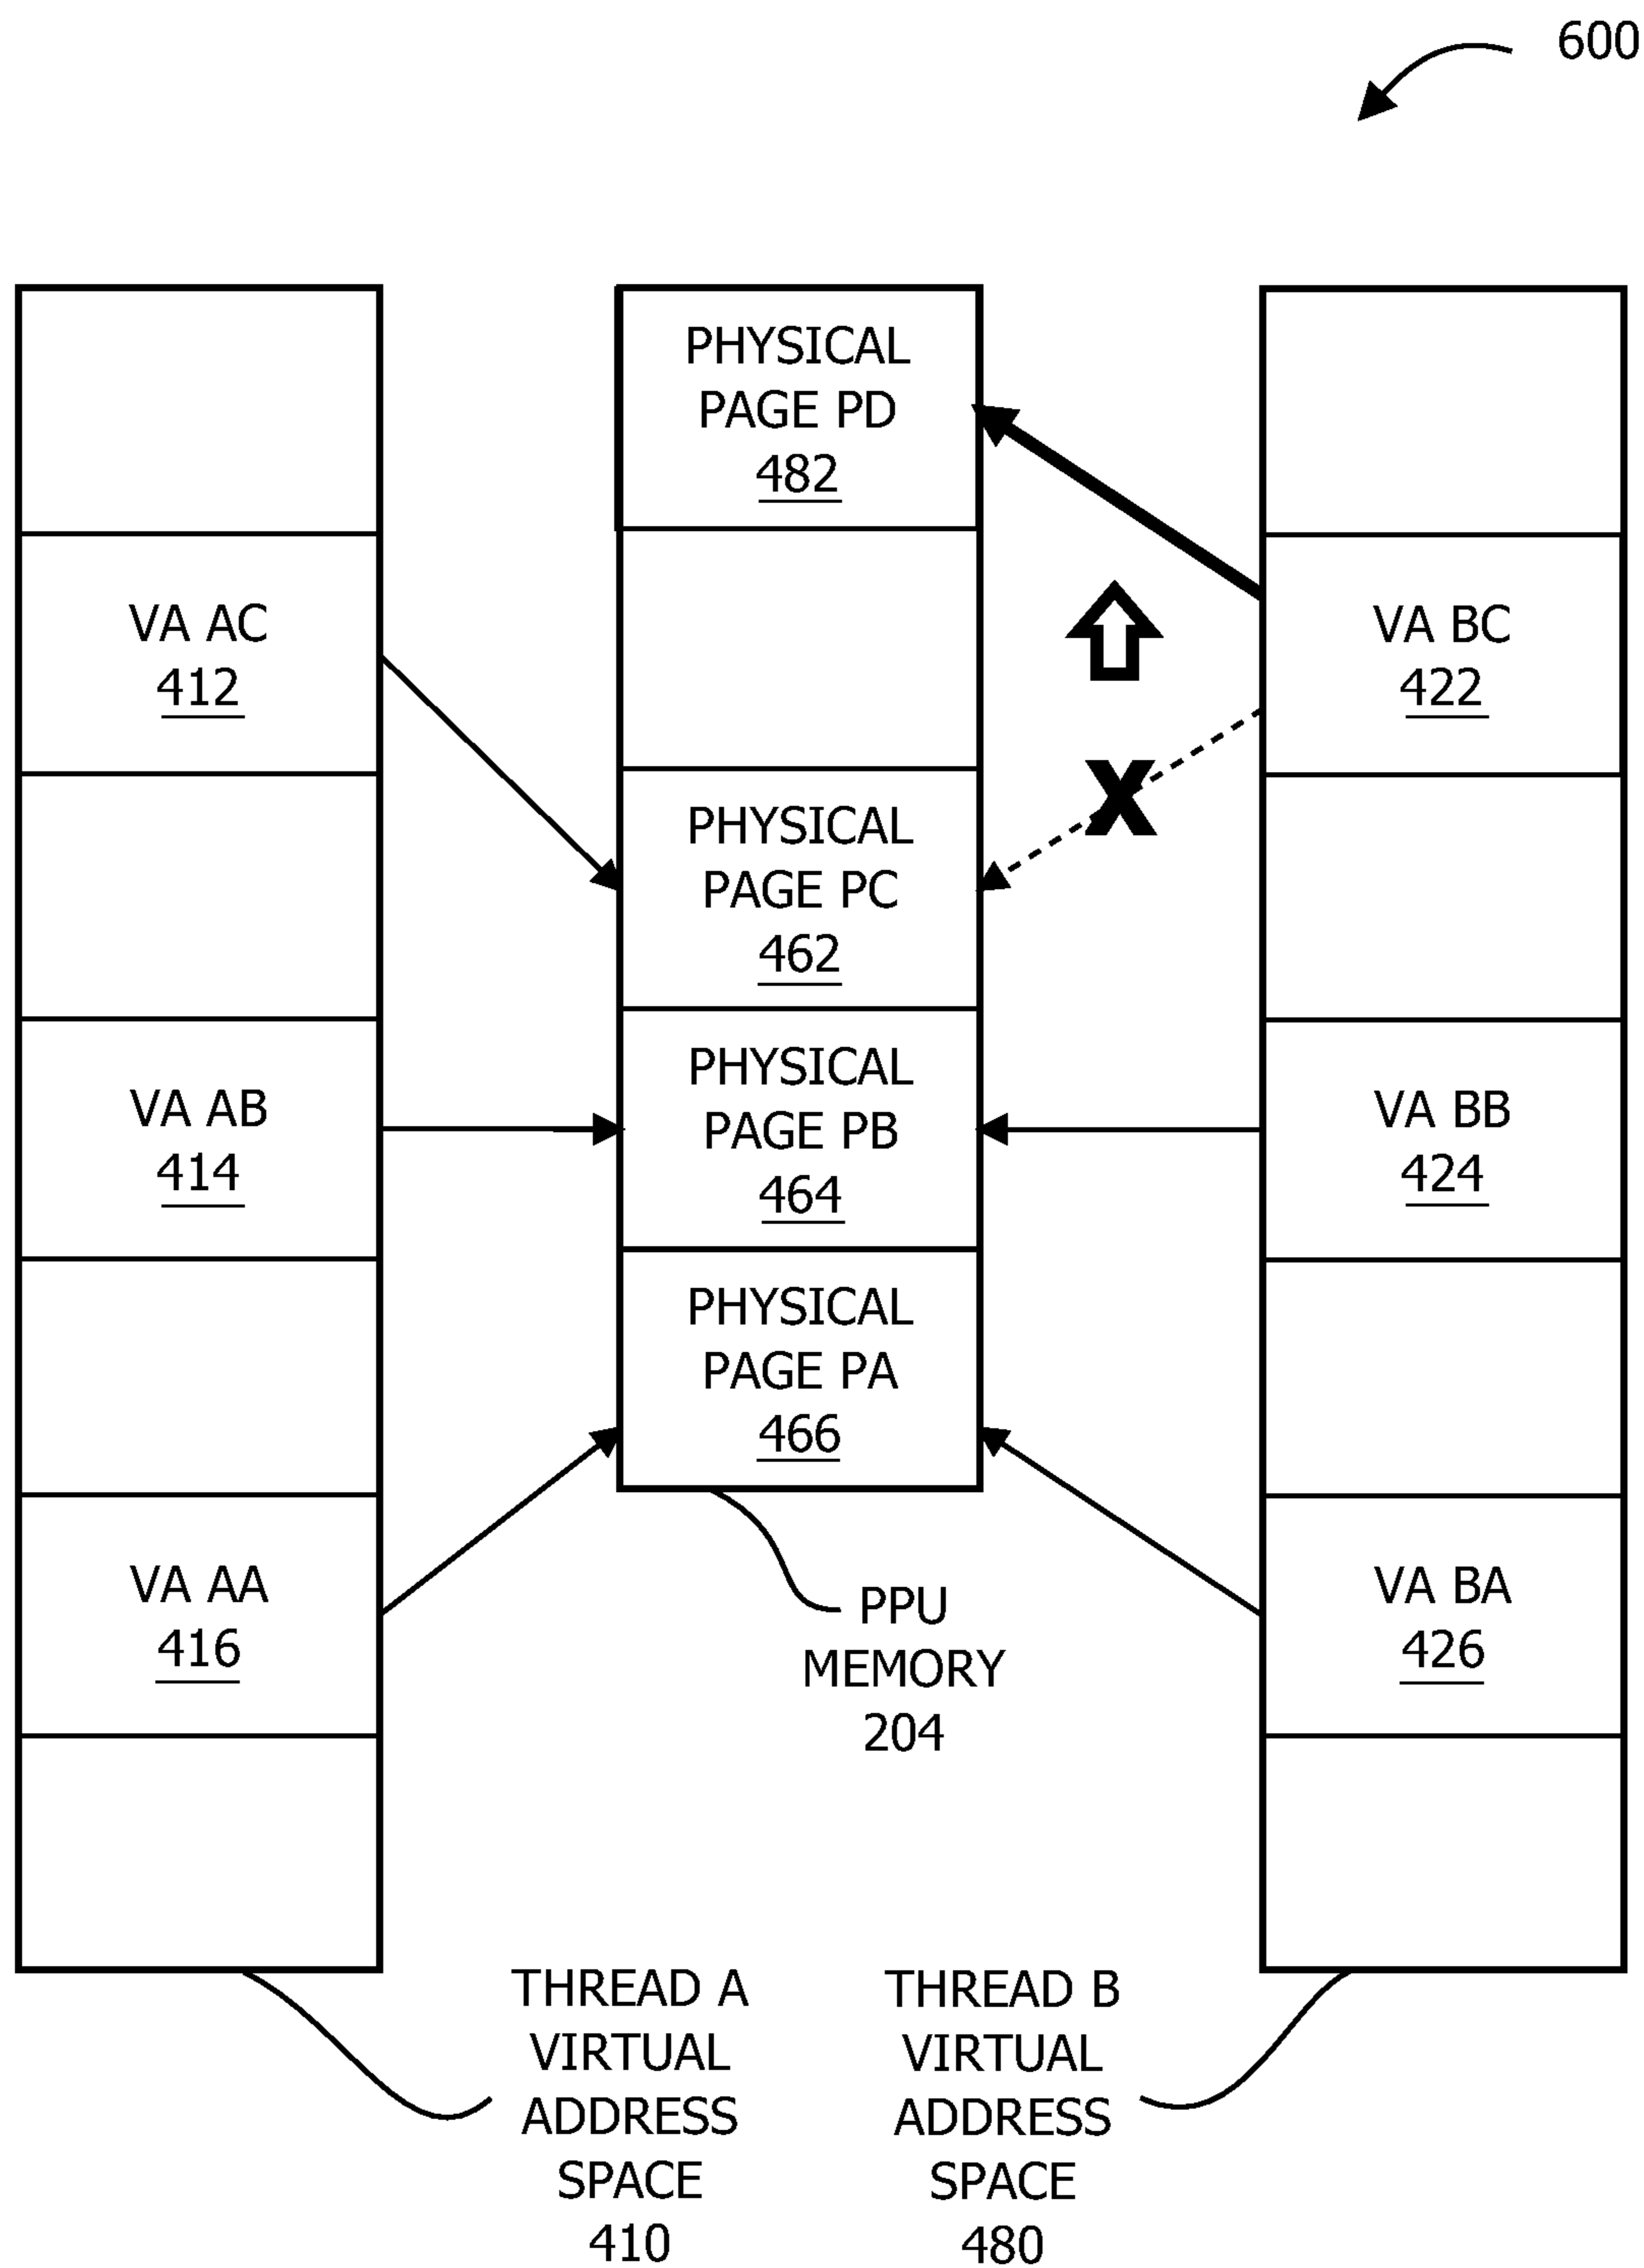 600
PHYSICAL
PAGE PD
482
VA AC
412
VA BC
422
X
PHYSICAL
PAGE PC
462
PHYSICAL
PAGE PB
464
VA AB
414
VA BB
424
PHYSICAL
PAGE PA
466
VA AA
416
VA BA
426
PPU
MEMORY
204
THREAD A
VIRTUAL
ADDRESS
SPACE
410
THREAD B
VIRTUAL
ADDRESS
SPACE
480